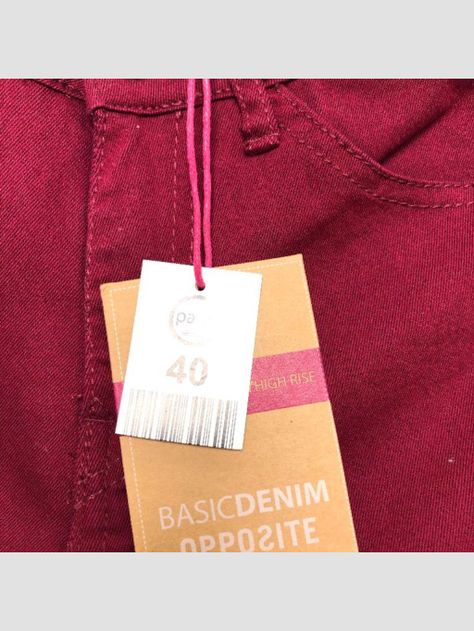 40
/HIGH RISE
BASICDENIM
OPPOSITE